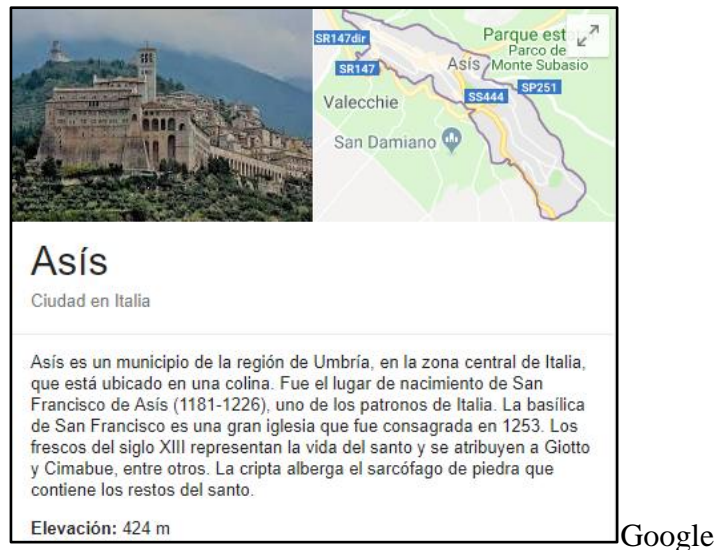 SR147dir
Parque est
Parco de
Monte Subasio
SR147
Asís
SP251
Valecchie
SS444
San Damiano
Asís
Ciudad en Italia
Asís es un municipio de la región de Umbría, en la zona central de Italia,
que está ubicado en una colina. Fue el lugar de nacimiento de San
Francisco de Asís (1181-1226), uno de los patronos de Italia. La basílica
de San Francisco es una gran iglesia que fue consagrada en 1253. Los
frescos del siglo XIII representan la vida del santo y se atribuyen a Giotto
y Cimabue, entre otros. La cripta alberga el sarcófago de piedra que
contiene los restos del santo.
Elevación: 424 m
Google